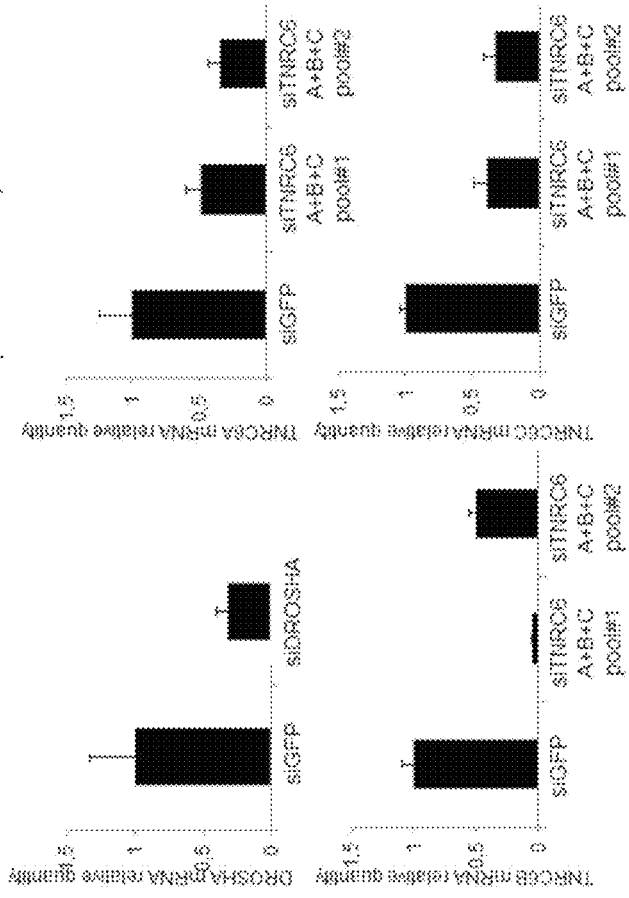 DROSHA mRNA relative quantity
1.5
1
0.5
0
siGFP
siDROSHA
TNRC6A mRNA relative quantity
1.5
1
0.5
0
siGFP
siTNRC6
A+B+C
pool#1
siTNRC6
A+B+C
pool#2
TNRC6B mRNA relative quantity
1.5
1
0.5
0
siGFP
siTNRC6
A+B+C
pool#1
siTNRC6
A+B+C
pool#2
TNRC6C mRNA relative quantity
1.5
1
0.5
0
siGFP
siTNRC6
A+B+C
pool#1
siTNRC6
A+B+C
pool#2